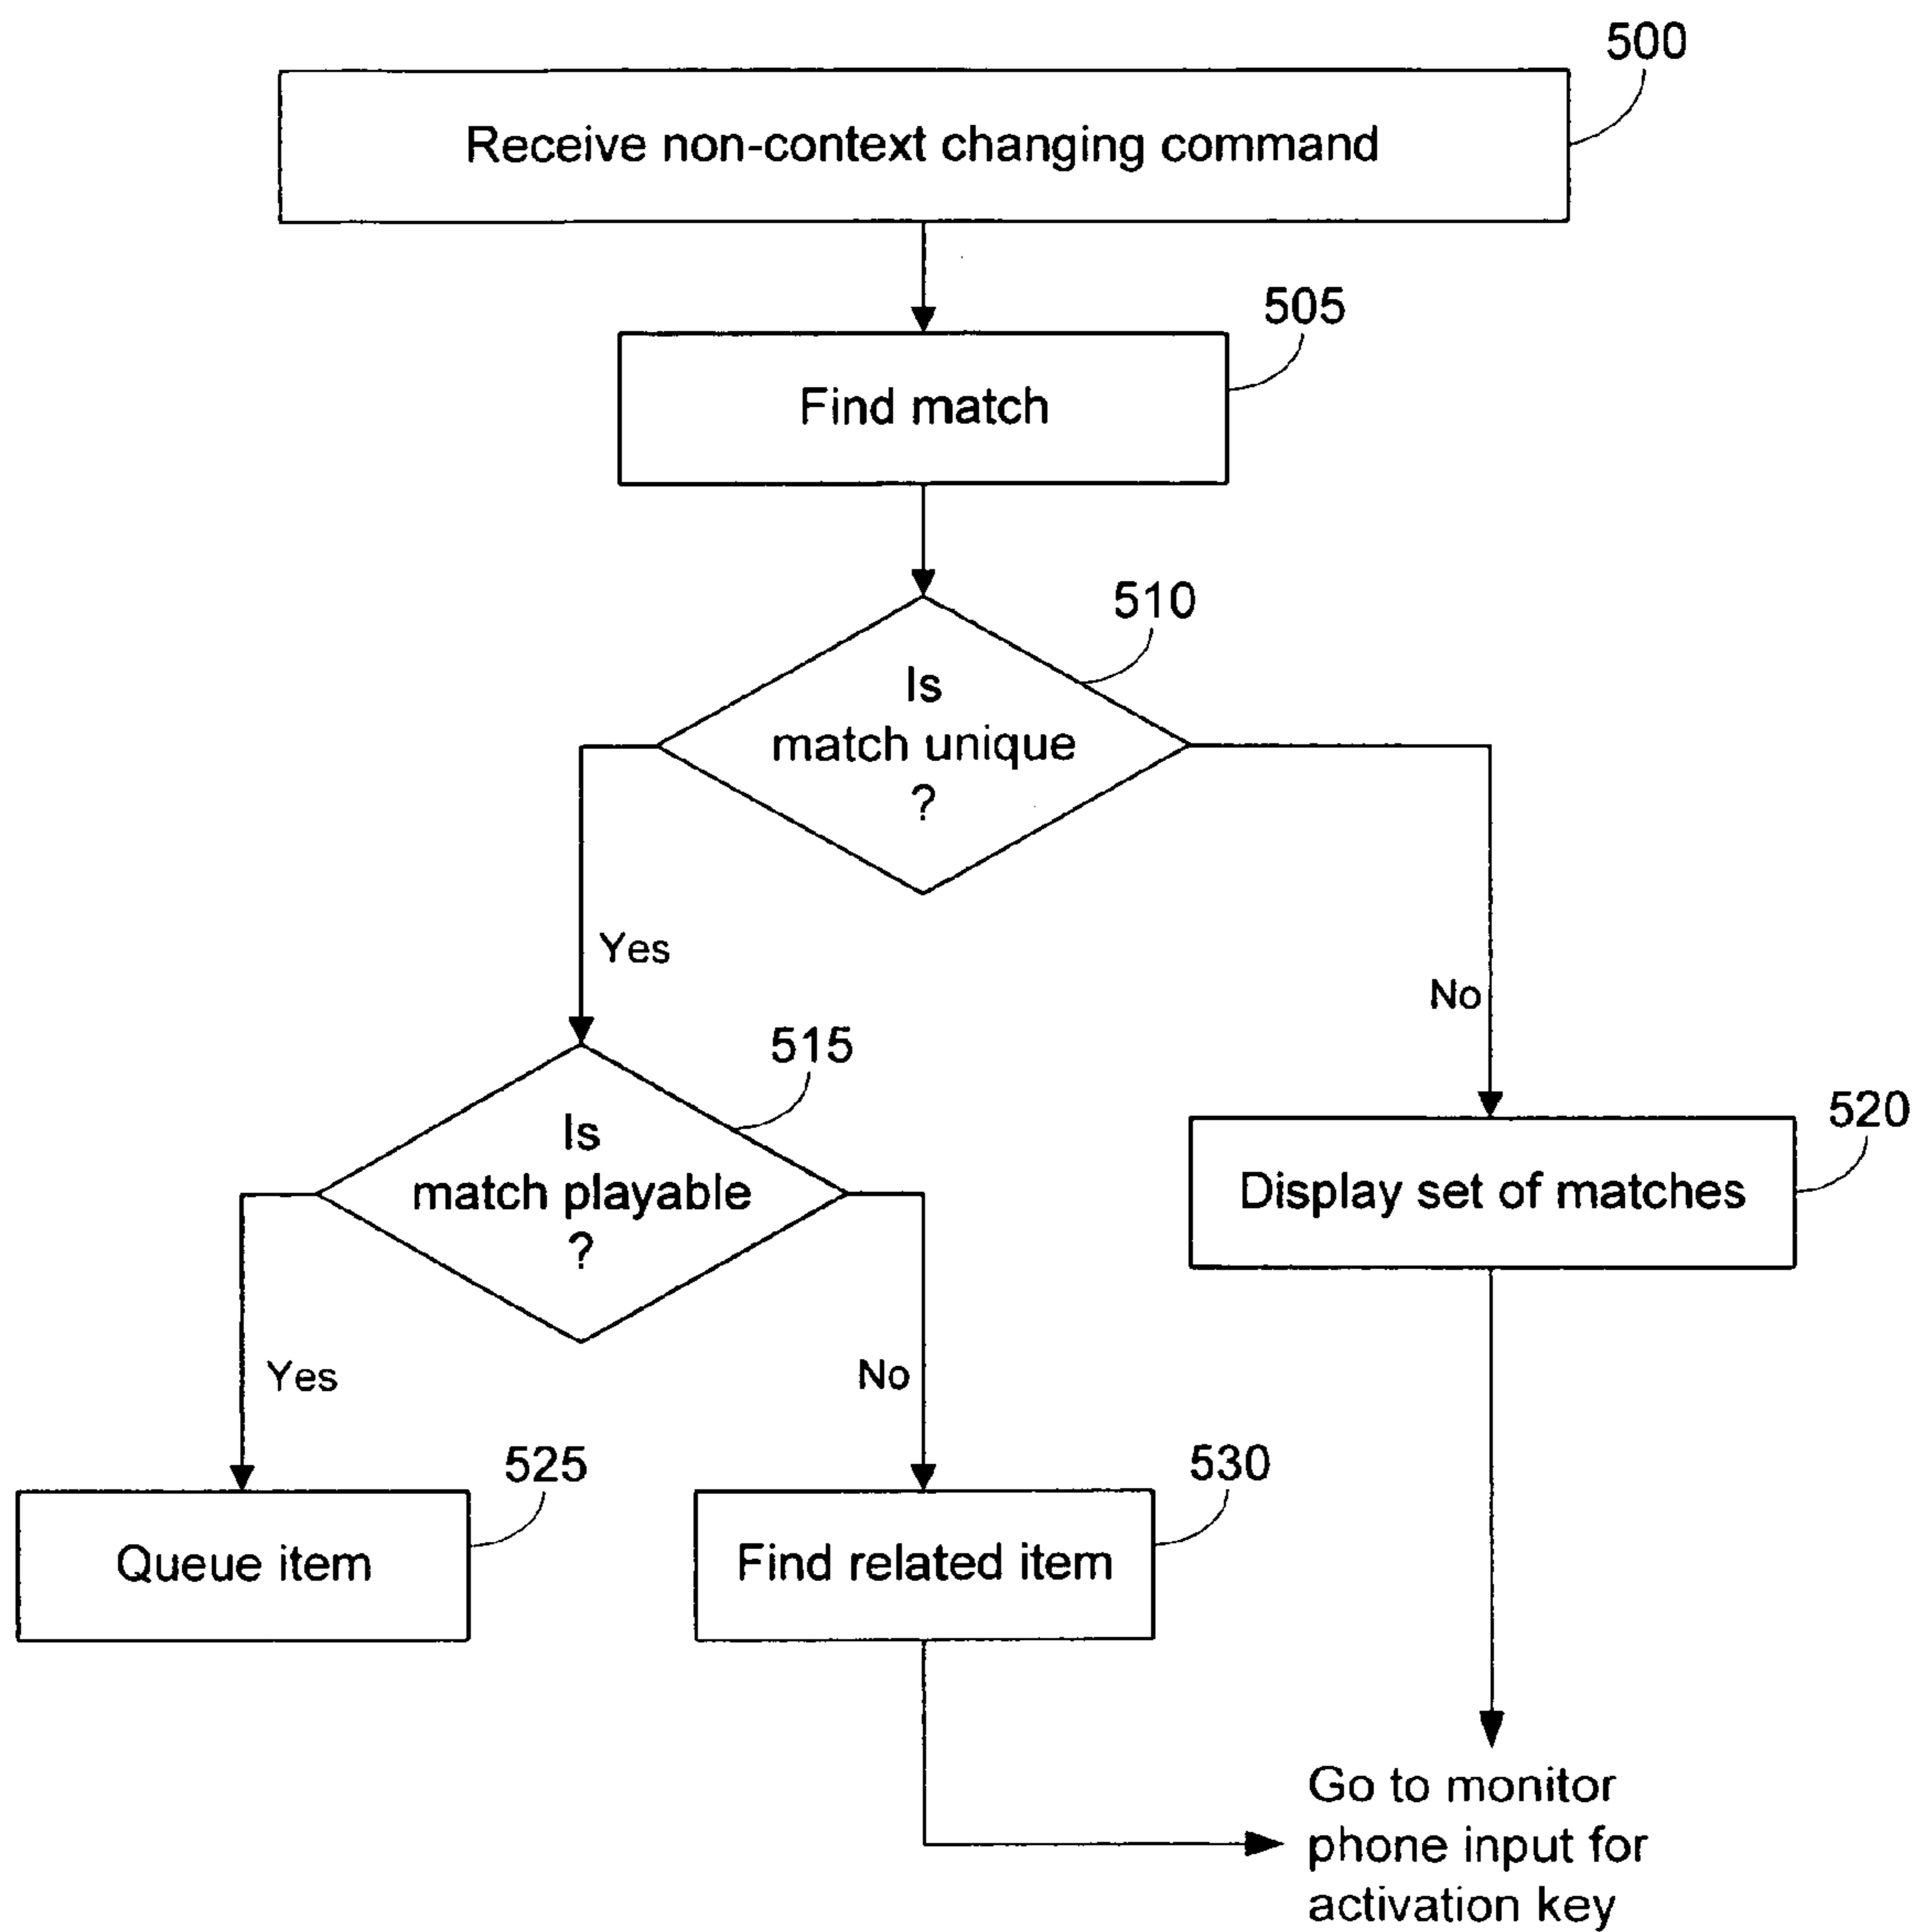 500
Receive non-context changing command
505
Find match
510
Is
match unique
?
Yes
No
515
Is
match playable
?
520
Display set of matches
Yes
No
525
Queue item
530
Find related item
Go to monitor
phone input for
activation key